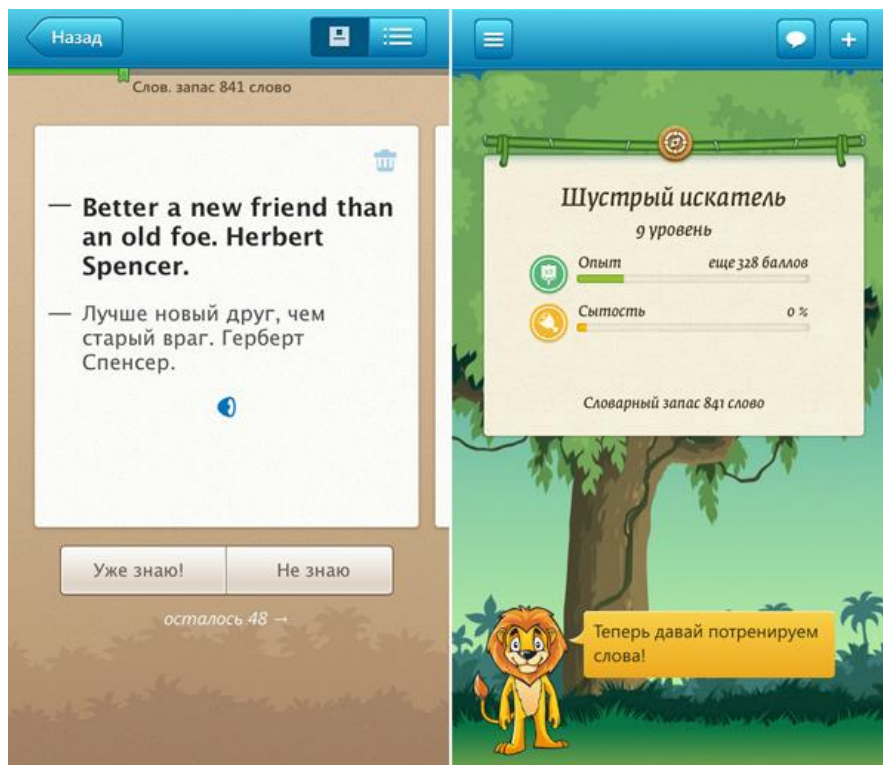 Назад
Слов. запас 841 слово
— Better a new friend than
an old foe. Herbert
Spencer.
— Лучше новый друг, чем
старый враг. Герберт
Спенсер.
Уже знаю!
Не знаю
осталось 48 →
Шустрый искатель
9 уровень
Опыт
еще 328 баллов
Сытость
0 %
Словарный запас 841 слово
Теперь давай потренируем
слова!